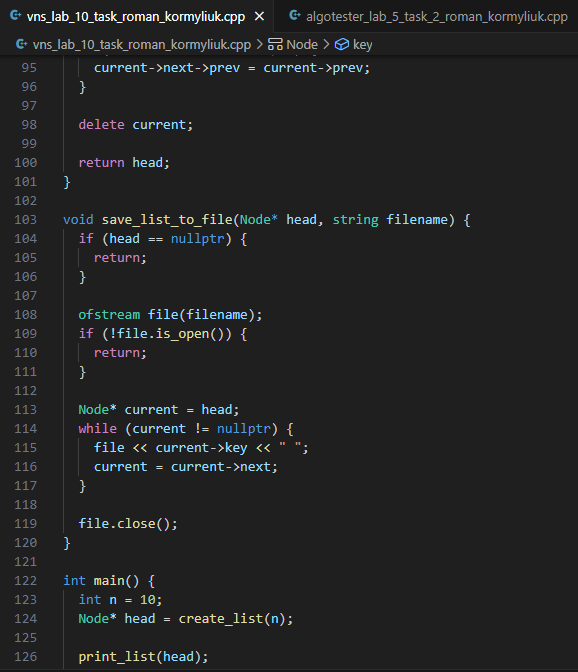 vns_lab_10_task_roman_kormyliuk.cpp × algotester_lab_5_task_2_roman_kormyliuk.cpp
vns_lab_10_task_roman_kormyliuk.cpp > Node > key
95 current->next->prev = current->prev;
96 }
97
98 delete current;
99
100 return head;
101 }
102
103 void save_list_to_file(Node* head, string filename) {
104 if (head == nullptr) {
105 return;
106 }
107
108 ofstream file(filename);
109 if (!file.is_open()) {
110 return;
111 }
112
113 Node* current = head;
114 while (current != nullptr) {
115 file << current->key << " ";
116 current = current->next;
117 }
118
119 file.close();
120 }
121
122 int main() {
123 int n = 10;
124 Node* head = create_list(n);
125
126 print_list(head);